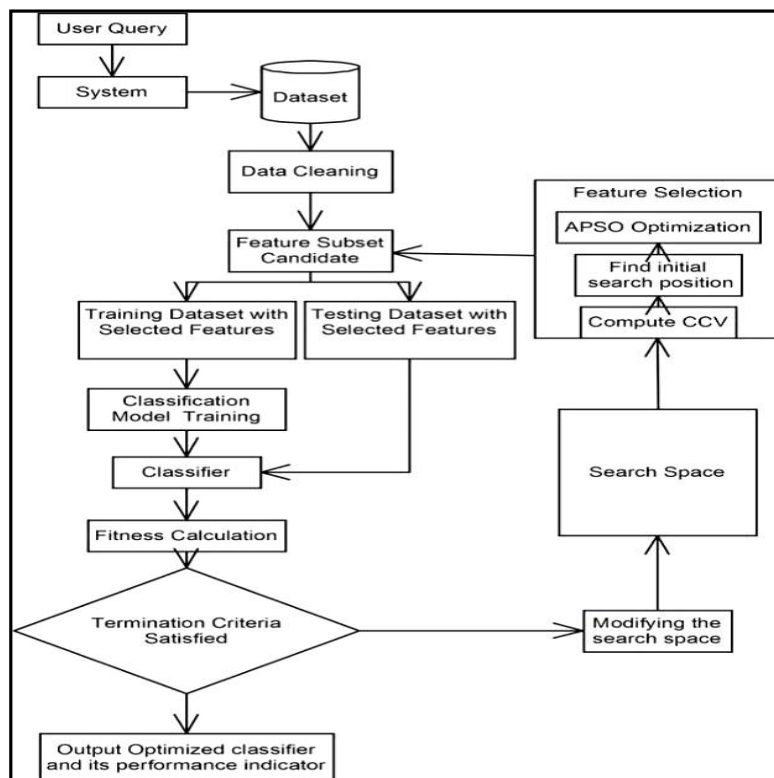 User Query
System
Dataset
Data Cleaning
Feature Subset
Candidate
Training Dataset with
Selected Features
Testing Dataset with
Selected Features
Classification
Model Training
Classifier
Fitness Calculation
Termination Criteria
Satisfied
Output Optimized classifier
and its performance indicator
Modifying the
search space
Search Space
Feature Selection
APSO Optimization
Find initial
search position
Compute CCV